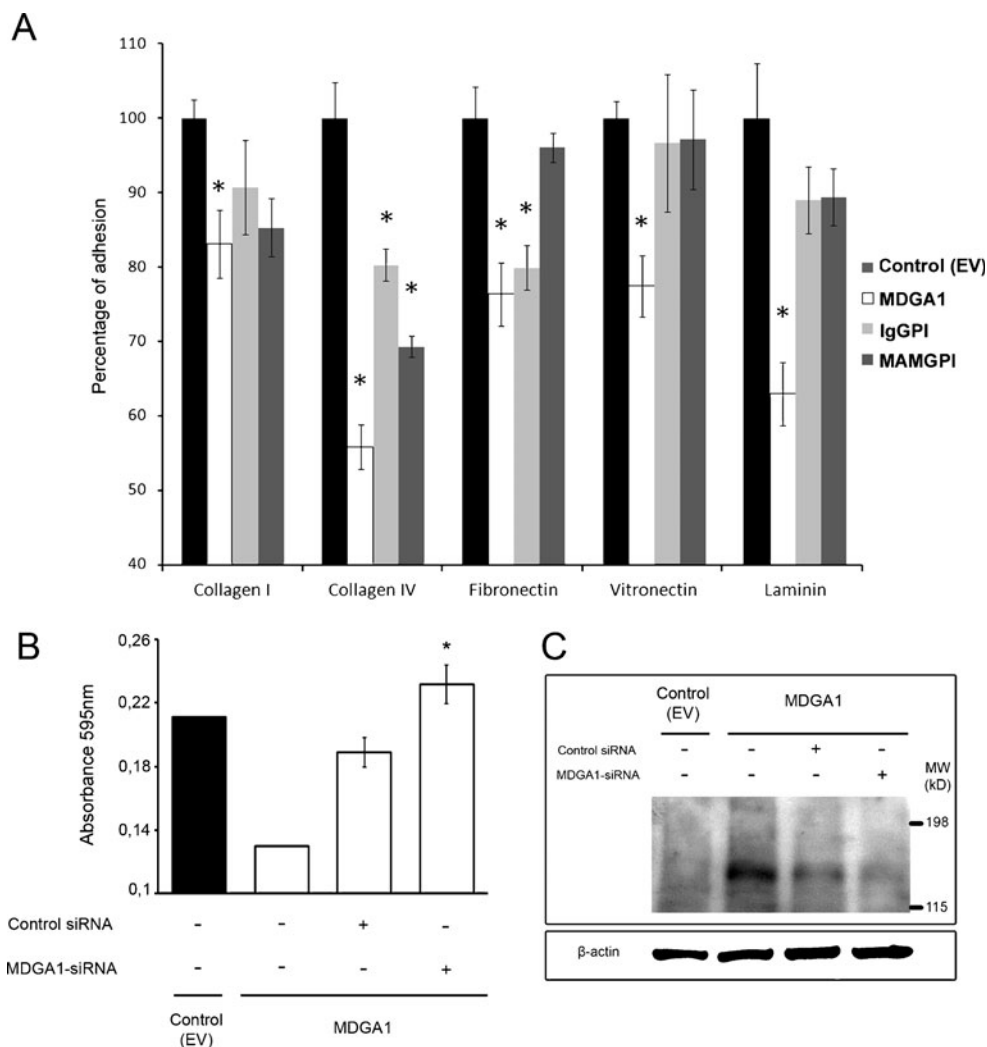 A
Percentage of adhesion
110
100
90
80
70
60
50
40
* * * * * * * *
Collagen I Collagen IV Fibronectin Vitronectin Laminin
Control (EV)
MDGA1
IgGPI
MAMGPI
B
Absorbance 595nm
0,26
0,22
0,18
0,14
0,1
*
Control siRNA - - + -
MDGA1-siRNA - - - +
Control (EV)
MDGA1
C
Control (EV)
MDGA1
Control siRNA - - + -
MDGA1-siRNA - - - +
MW (kD)
198
115
β-actin